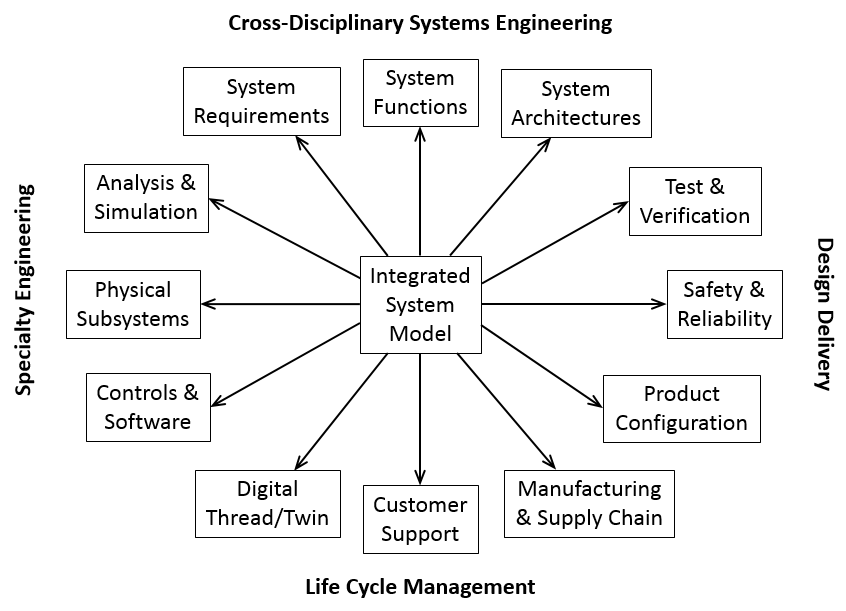 Cross-Disciplinary Systems Engineering
System
Requirements
System
Functions
System
Architectures
Analysis &
Simulation
Test &
Verification
Specialty Engineering
Physical
Subsystems
Integrated
System
Model
Safety &
Reliability
Design Delivery
Controls &
Software
Product
Configuration
Digital
Thread/Twin
Customer
Support
Manufacturing
& Supply Chain
Life Cycle Management